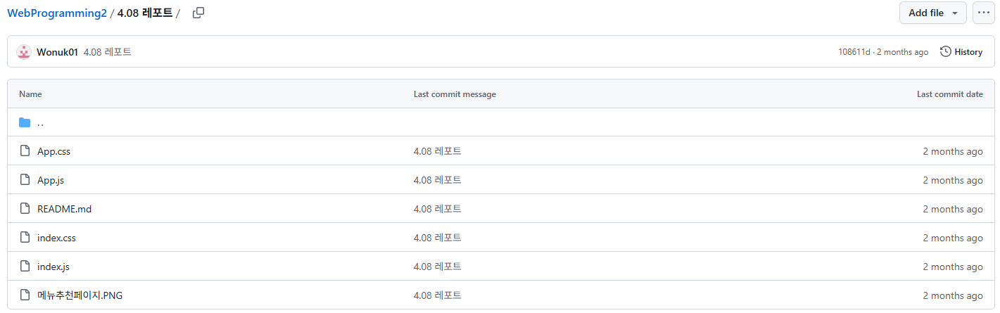 WebProgramming2 / 4.08 레포트 /
Add file
Wonuk01 4.08 레포트
108611d · 2 months ago
History
Name Last commit message Last commit date
..
App.css 4.08 레포트 2 months ago
App.js 4.08 레포트 2 months ago
README.md 4.08 레포트 2 months ago
index.css 4.08 레포트 2 months ago
index.js 4.08 레포트 2 months ago
메뉴추천페이지.PNG 4.08 레포트 2 months ago